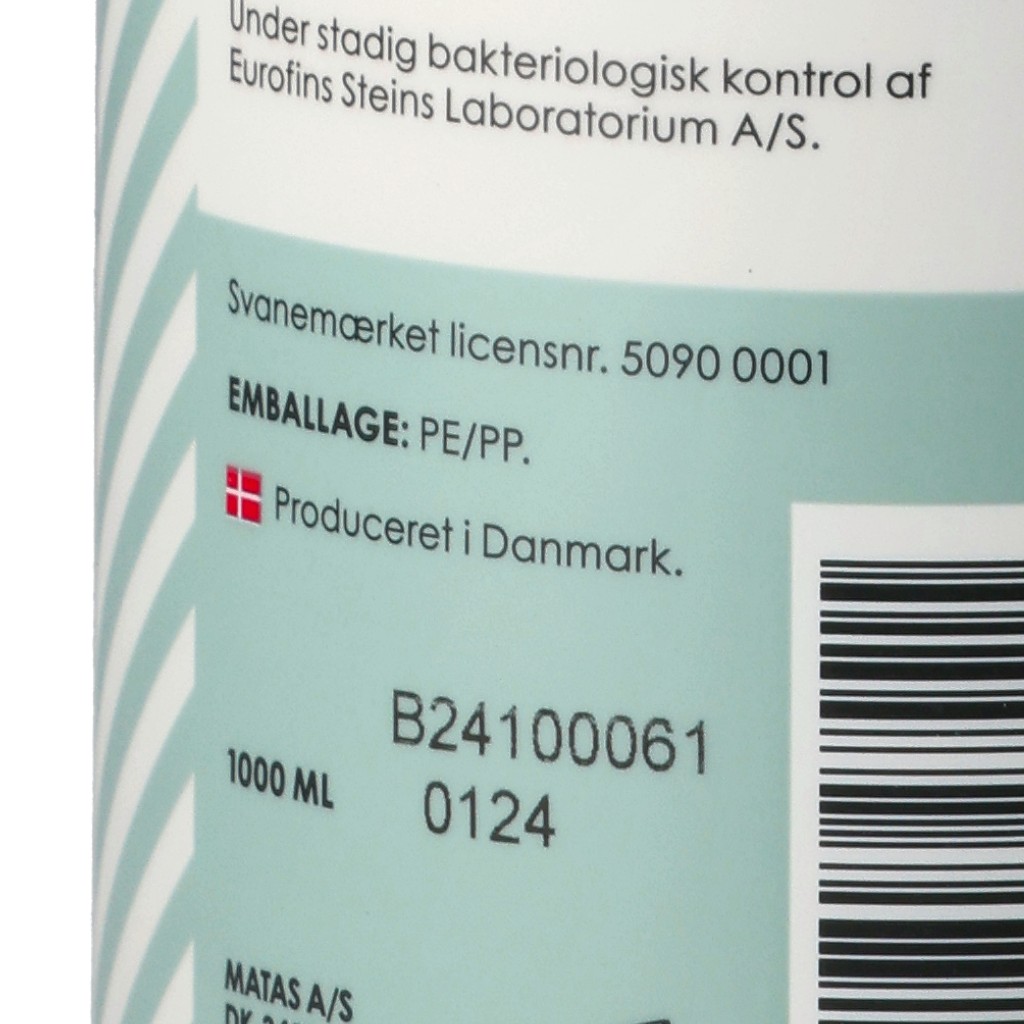 Under stadig bakteriologisk kontrol af
Eurofins Steins Laboratorium A/S.
Svanemærket licensnr. 5090 0001
EMBALLAGE: PE/PP.
Produceret i Danmark.
B24100061
1000 ML
0124
MATAS A/S